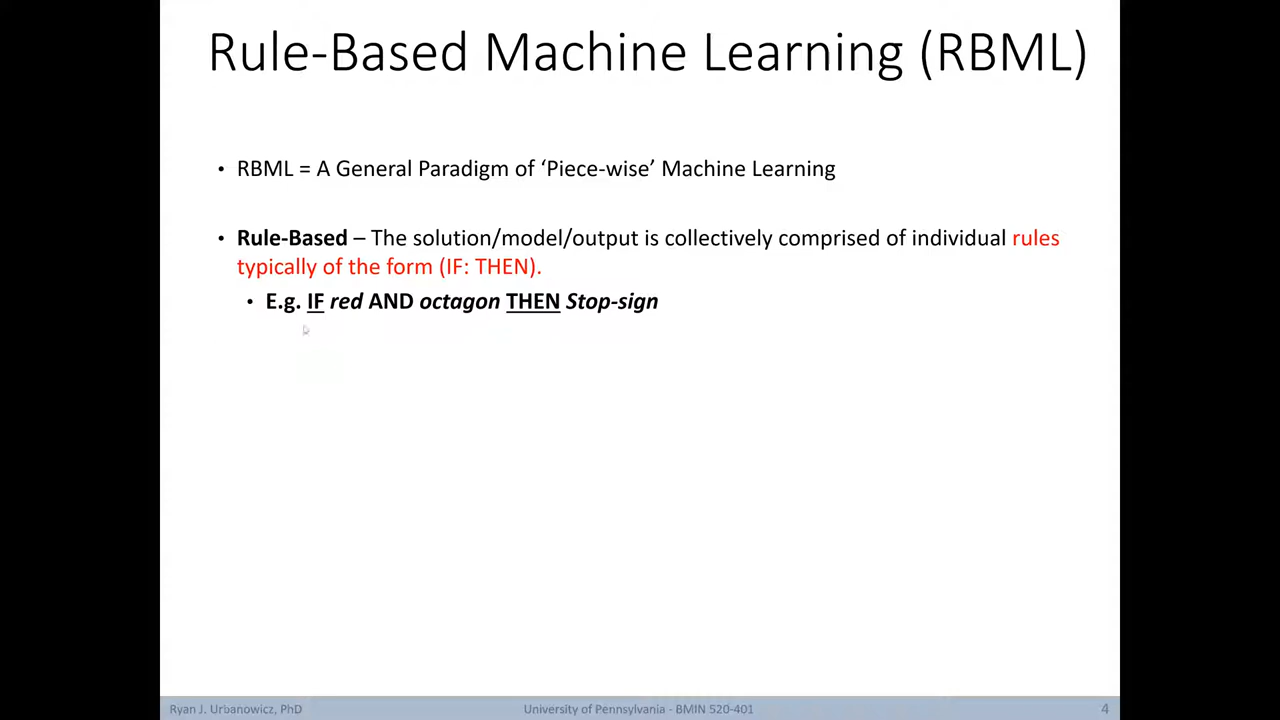 Rule-Based Machine Learning (RBML)
• RBML = A General Paradigm of ‘Piece-wise’ Machine Learning
• Rule-Based – The solution/model/output is collectively comprised of individual rules
typically of the form (IF: THEN).
• E.g. IF red AND octagon THEN Stop-sign
Ryan J. Urbanowicz, PhD
University of Pennsylvania - BMIN 520-401
4